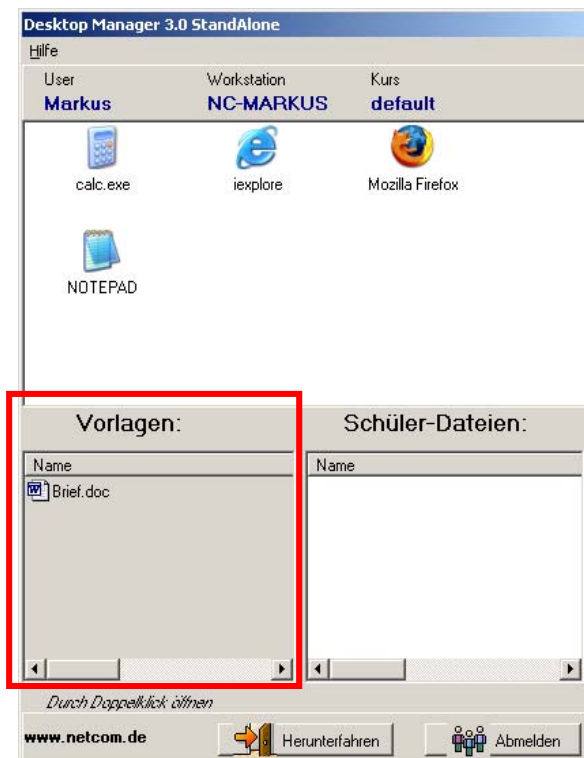 Desktop Manager 3.0 StandAlone
Hilfe
User Workstation Kurs
Markus NC-MARKUS default
calc.exe iexplore Mozilla Firefox
NOTEPAD
Vorlagen: Schüler-Dateien:
Name Name
Brief.doc
Durch Doppelklick öffnen
www.netcom.de Herunterfahren Abmelden